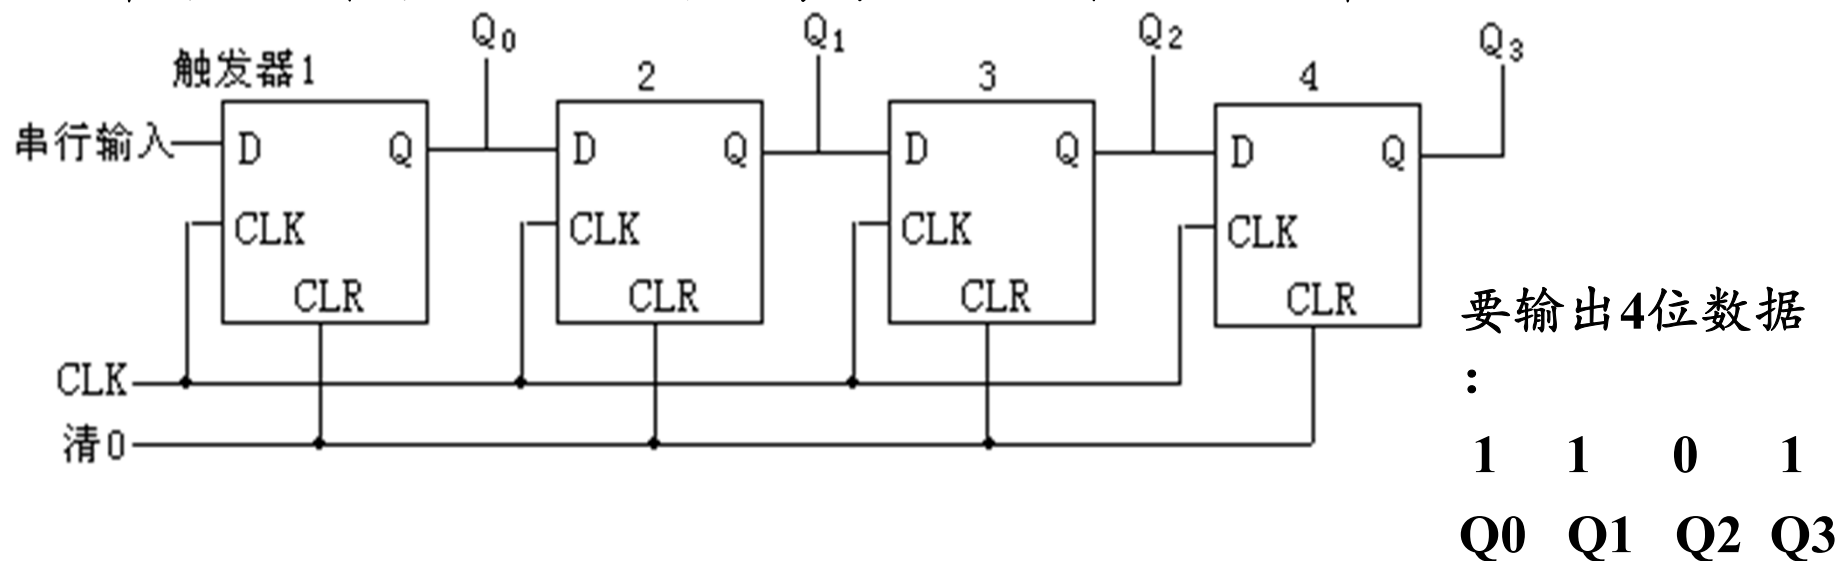 Q0 Q1 Q2 Q3
触发器1 2 3 4
串行输入 D Q D Q D Q D Q
CLK CLK CLK CLK
CLR CLR CLR CLR
要输出4位数据
:
CLK
清0
1 1 0 1
Q0 Q1 Q2 Q3